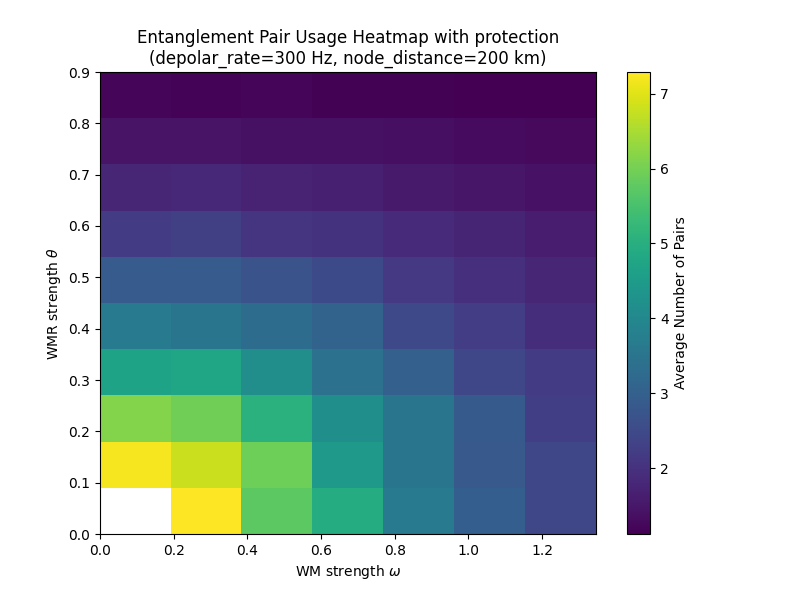 Entanglement Pair Usage Heatmap with protection
(depolar_rate=300 Hz, node_distance=200 km)
0.9
0.8
0.7
0.6
0.5
0.4
0.3
0.2
0.1
0.0
WMR strength θ
0.0 0.2 0.4 0.6 0.8 1.0 1.2
WM strength ω
7
6
5
4
3
2
Average Number of Pairs